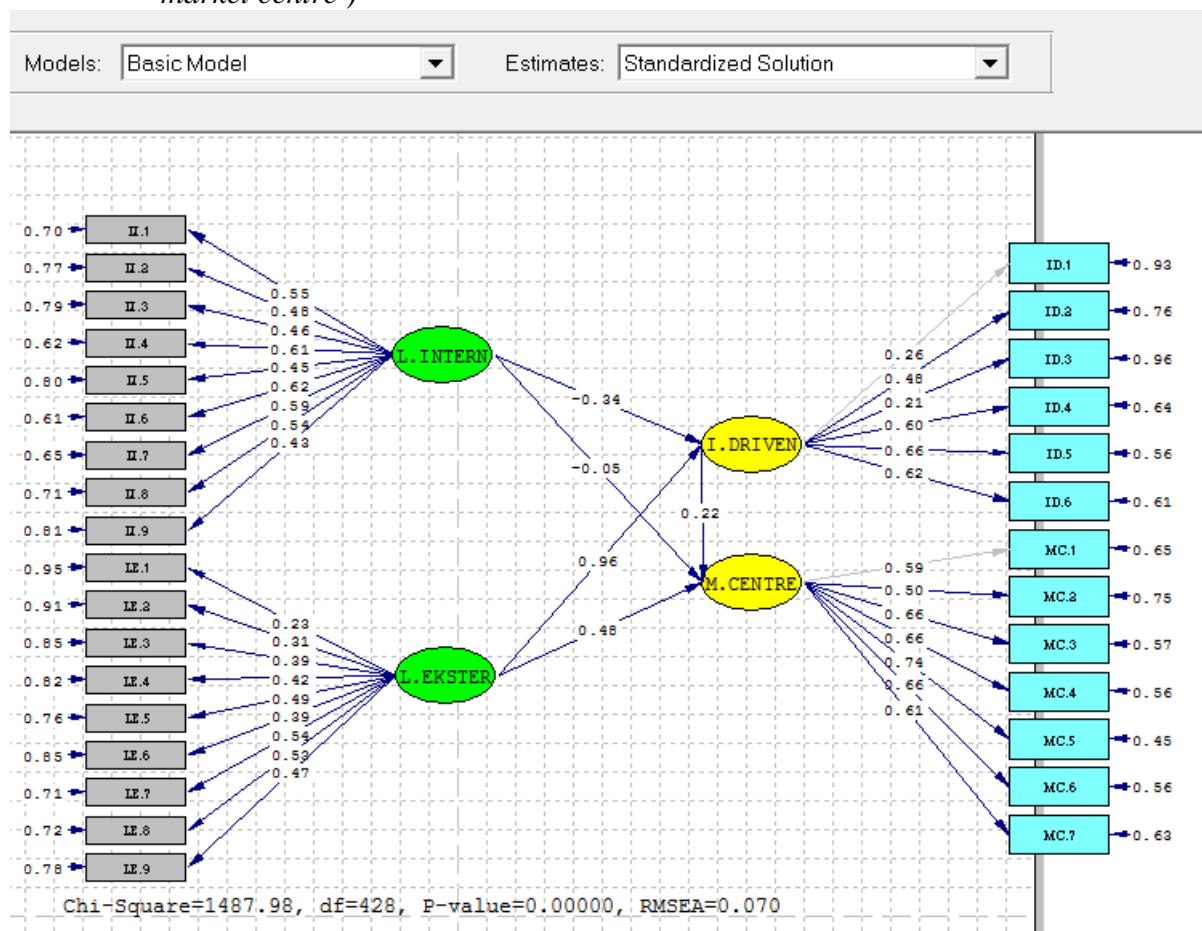 market centre )
Models: Basic Model Estimates: Standardized Solution
0.70 II.1
0.77 II.2
0.79 II.3
0.62 II.4
0.80 II.5
0.61 II.6
0.65 II.7
0.71 II.8
0.81 II.9
0.95 LE.1
0.91 LE.2
0.85 LE.3
0.82 LE.4
0.76 LE.5
0.85 LE.6
0.71 LE.7
0.72 LE.8
0.78 LE.9
0.55
0.48
0.46
0.61
0.45
0.62
0.59
0.54
0.43
L.INTERN
0.23
0.31
0.39
0.42
0.49
0.39
0.54
0.53
0.47
L.EKSTER
-0.34
-0.05
0.96
0.48
I.DRIVEN
0.22
M.CENTRE
0.26
0.48
0.21
0.60
0.66
0.62
0.59
0.50
0.66
0.66
0.74
0.66
0.61
ID.1 0.93
ID.2 0.76
ID.3 0.96
ID.4 0.64
ID.5 0.56
ID.6 0.61
MC.1 0.65
MC.2 0.75
MC.3 0.57
MC.4 0.56
MC.5 0.45
MC.6 0.56
MC.7 0.63
Chi-Square=1487.98, df=428, P-value=0.00000, RMSEA=0.070